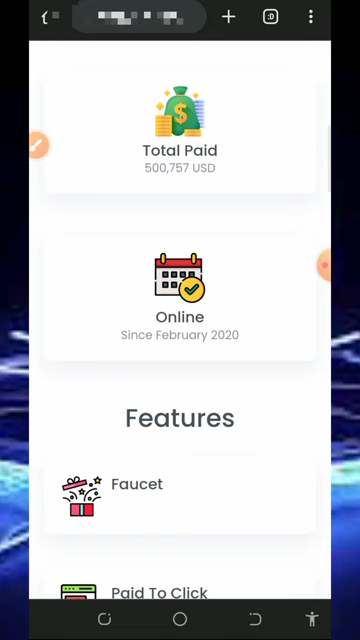 :D
Total Paid
500,757 USD
Online
Since February 2020
Features
Faucet
Paid To Click